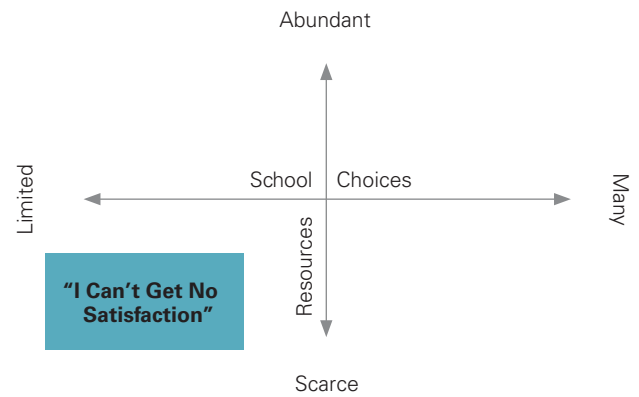 Abundant
Limited
School Choices
Many
Resources
“I Can’t Get No
Satisfaction”
Scarce